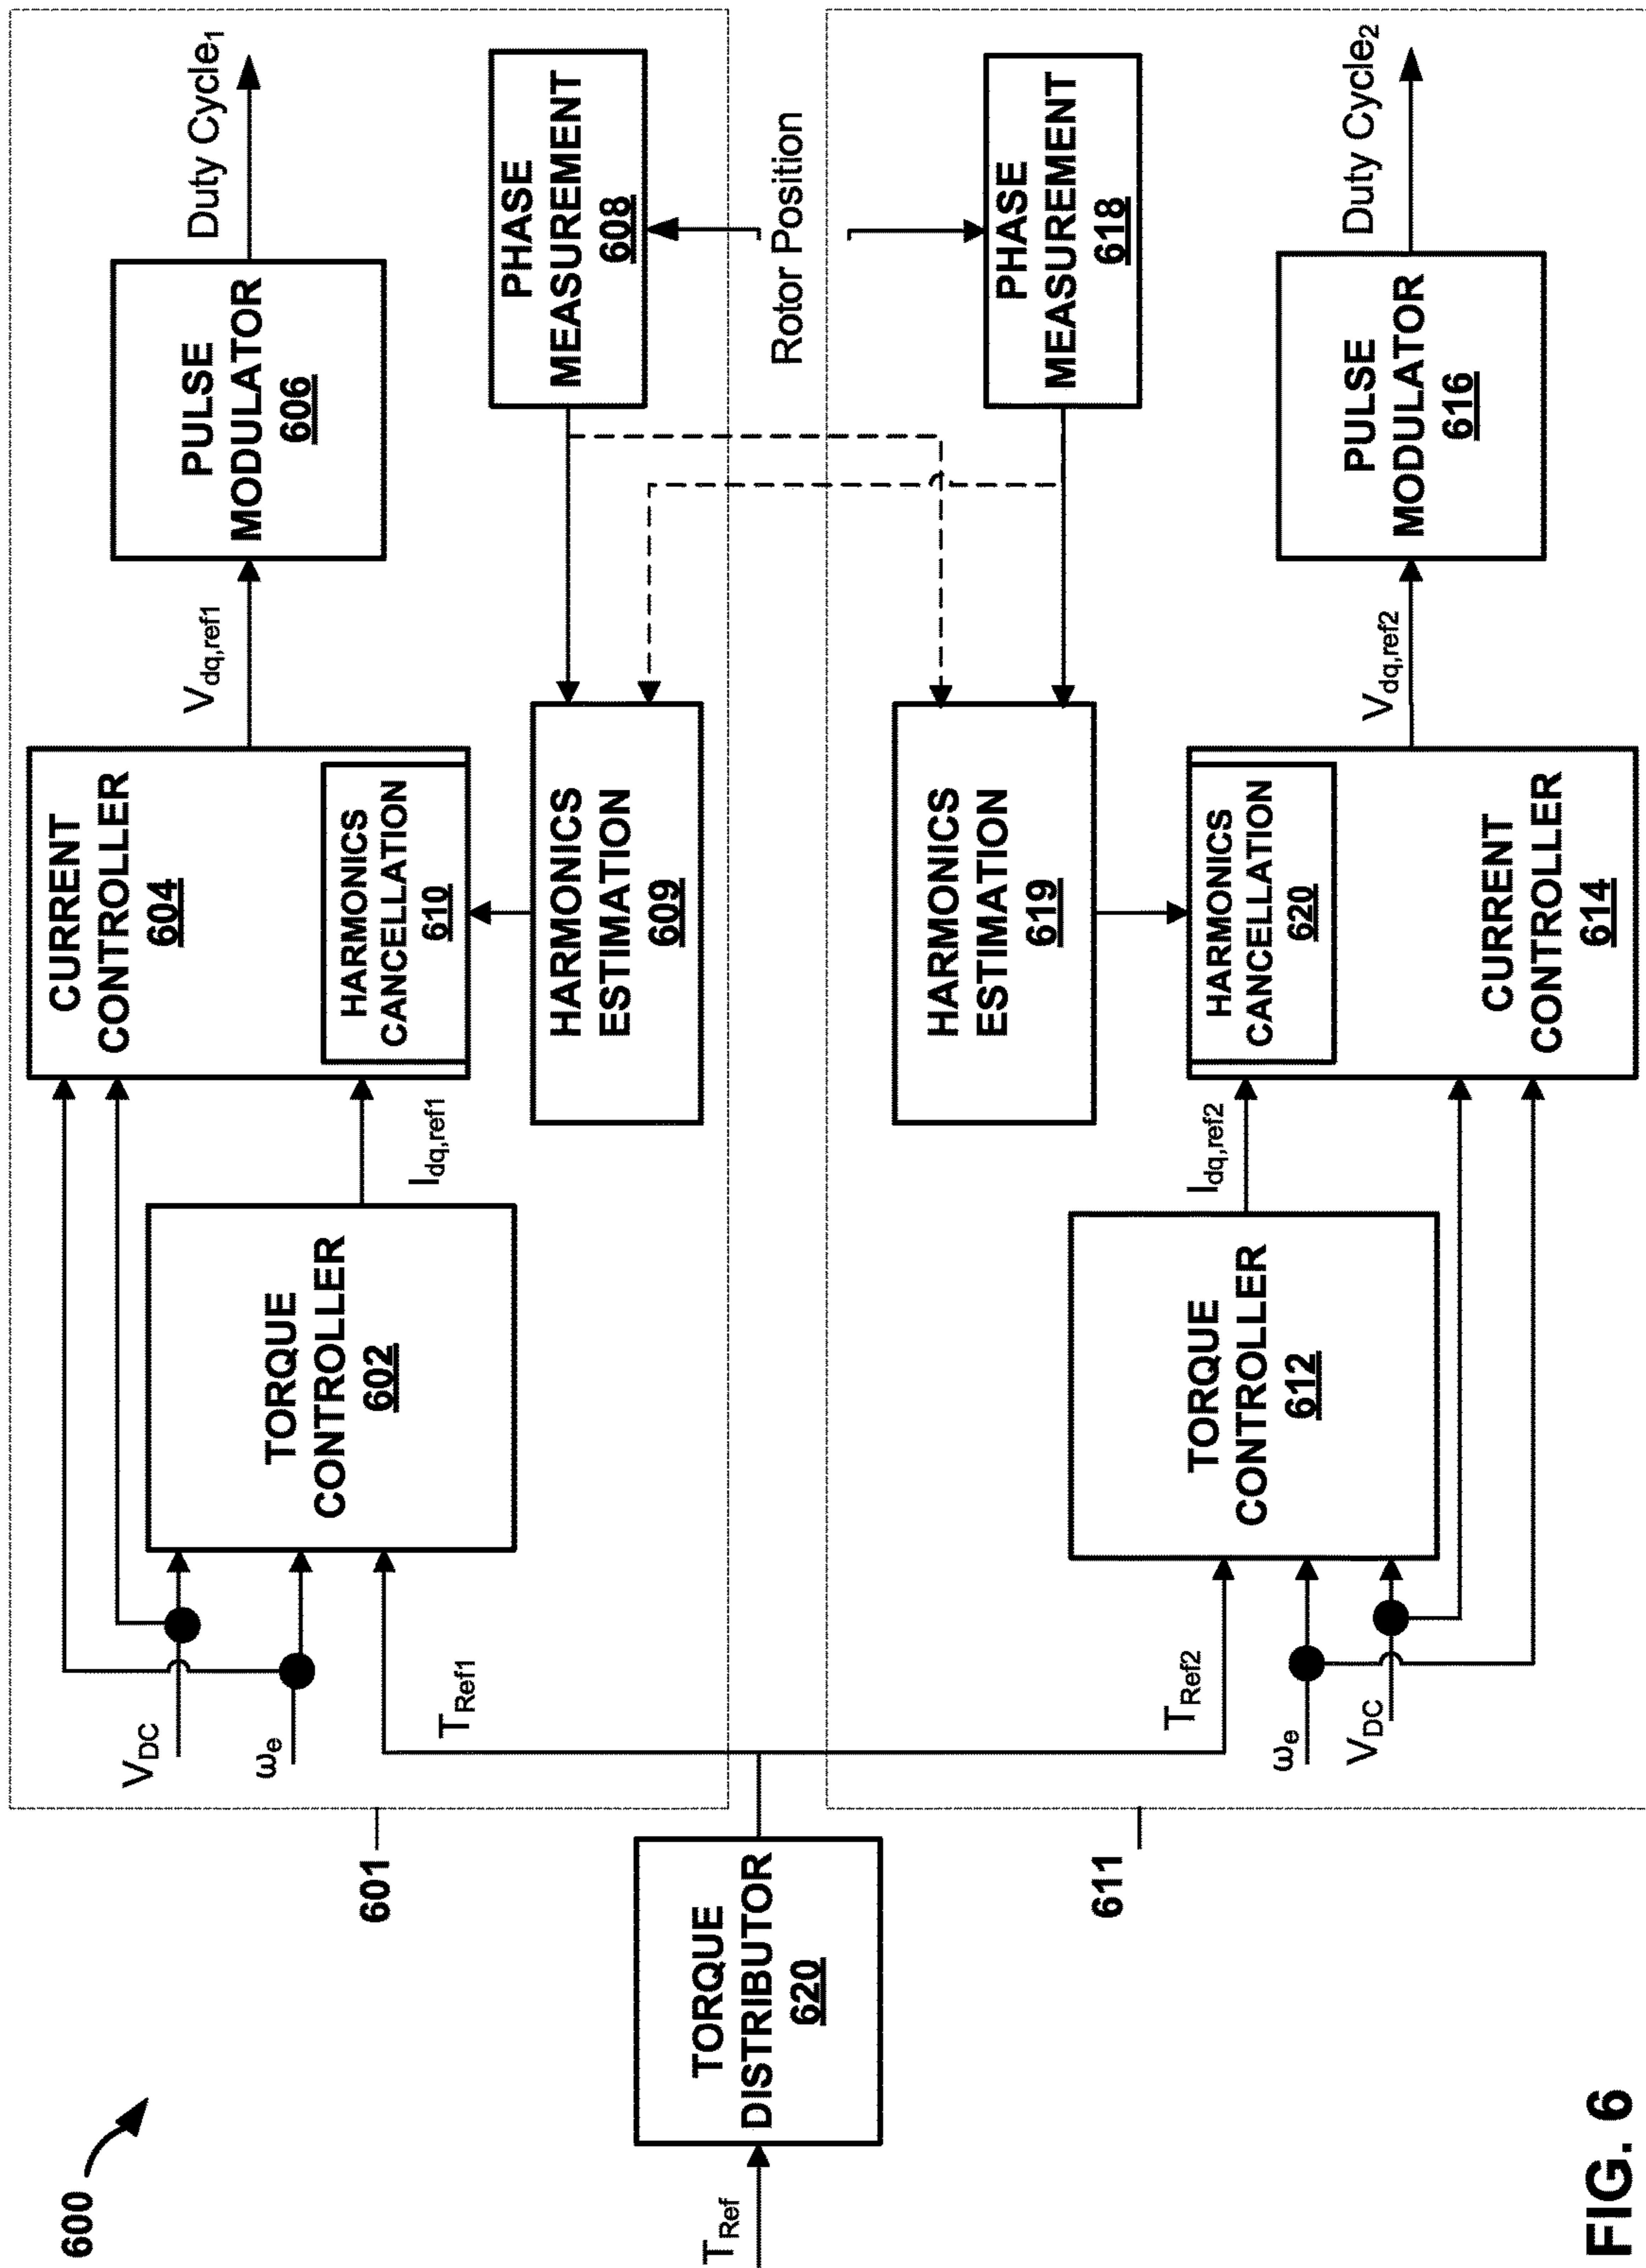 600
T_Ref
TORQUE
DISTRIBUTOR
620
601
V_DC
ω_e
T_Ref1
TORQUE
CONTROLLER
602
I_dq,ref1
CURRENT
CONTROLLER
604
HARMONICS
CANCELLATION
610
HARMONICS
ESTIMATION
609
V_dq,ref1
PULSE
MODULATOR
606
Duty Cycle₁
PHASE
MEASUREMENT
608
Rotor Position
611
T_Ref2
ω_e
V_DC
TORQUE
CONTROLLER
612
I_dq,ref2
HARMONICS
ESTIMATION
619
HARMONICS
CANCELLATION
620
CURRENT
CONTROLLER
614
V_dq,ref2
PHASE
MEASUREMENT
618
PULSE
MODULATOR
616
Duty Cycle₂
FIG. 6